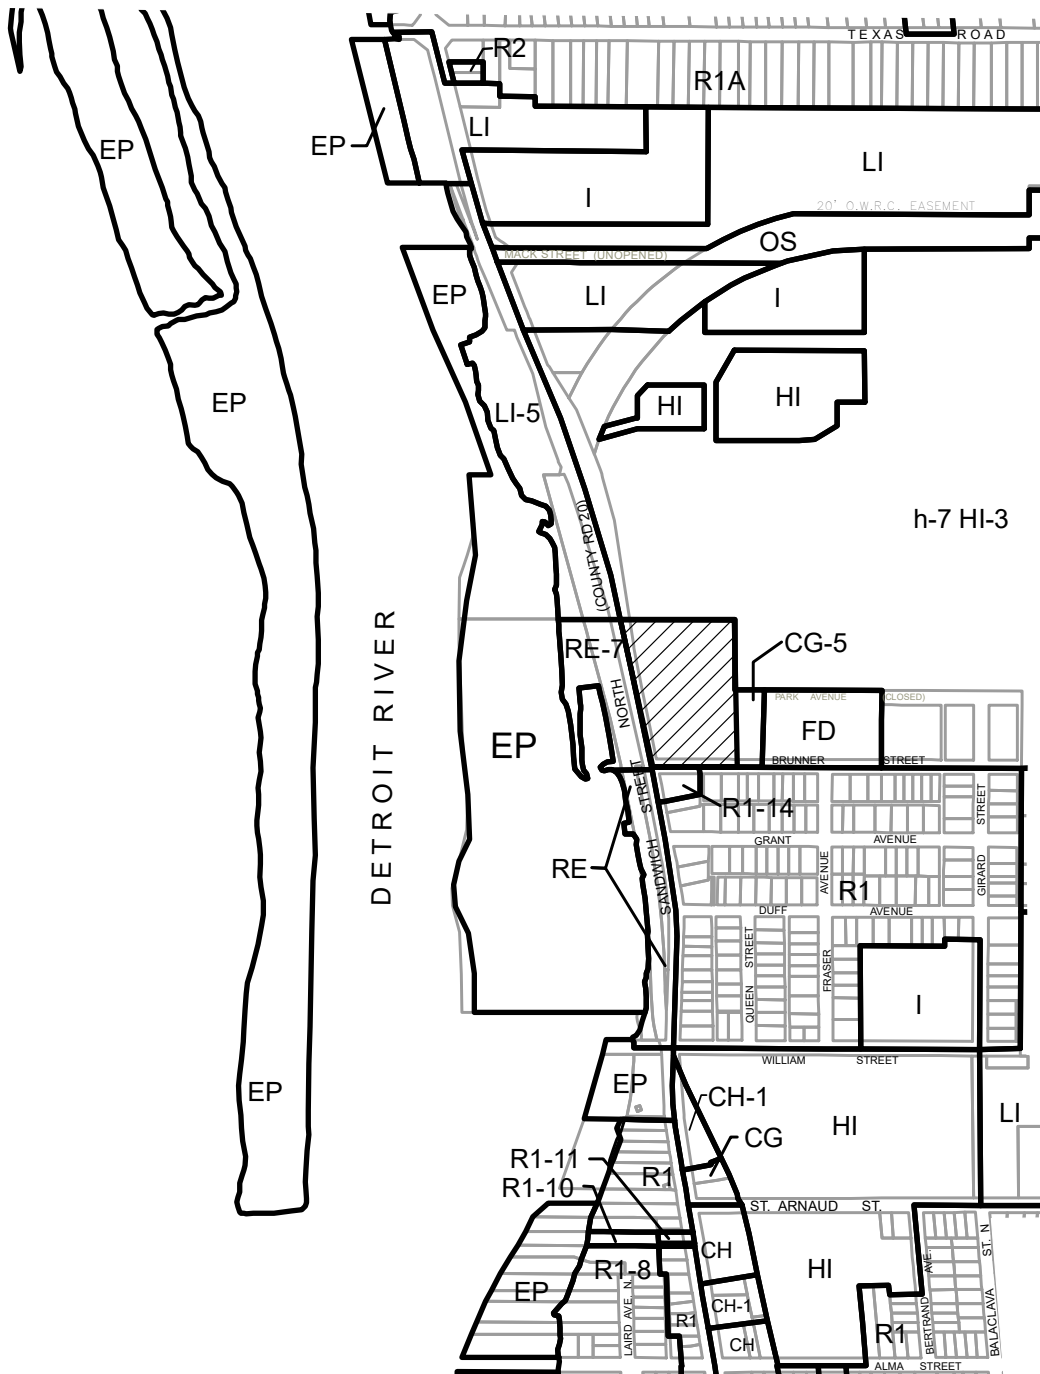 TEXAS ROAD
R2
R1A
EP
EP
LI
LI
I
20' O.W.R.C. EASEMENT
OS
MACK STREET (UNOPENED)
EP
LI
I
EP
LI-5
HI
HI
h-7 HI-3
(COUNTY RD 20)
RE-7
CG-5
NORTH
PARK AVENUE (CLOSED)
FD
EP
DETROIT RIVER
BRUNNER STREET
STREET
R1-14
STREET
GRANT AVENUE
RE
SANDWICH
AVENUE
R1
GIRARD
DUFF AVENUE
STREET
QUEEN
FRASER
I
WILLIAM STREET
EP
EP
CH-1
HI
LI
CG
R1-11
R1
R1-10
ST. ARNAUD ST.
CH
R1-8
HI
EP
LAIRD AVE. N
CH-1
R1
CH
R1
BERTRAND AVE.
BALACLAVA ST. N
ALMA STREET